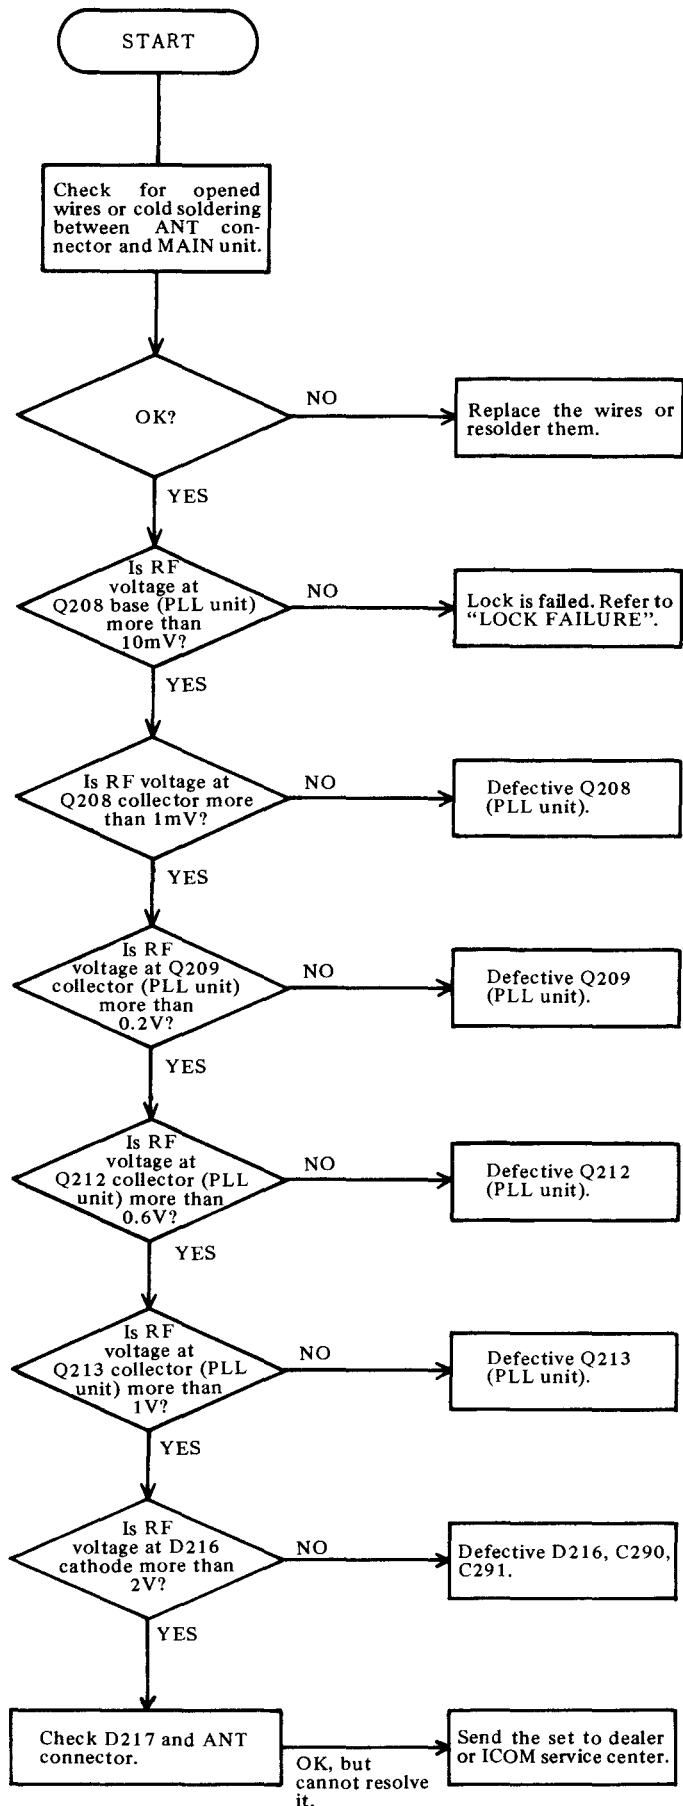 START
Check for opened
wires or cold soldering
between ANT con-
nector and MAIN unit.
OK?
NO
Replace the wires or
resolder them.
YES
Is RF
voltage at
Q208 base (PLL unit)
more than
10mV?
NO
Lock is failed. Refer to
“LOCK FAILURE”.
YES
Is RF voltage at
Q208 collector more
than 1mV?
NO
Defective Q208
(PLL unit).
YES
Is RF
voltage at Q209
collector (PLL unit)
more than
0.2V?
NO
Defective Q209
(PLL unit).
YES
Is RF
voltage at
Q212 collector (PLL
unit) more than
0.6V?
NO
Defective Q212
(PLL unit).
YES
Is RF
voltage at
Q213 collector (PLL
unit) more than
1V?
NO
Defective Q213
(PLL unit).
YES
Is RF
voltage at D216
cathode more than
2V?
NO
Defective D216, C290,
C291.
YES
Check D217 and ANT
connector.
OK, but
cannot resolve
it.
Send the set to dealer
or ICOM service center.